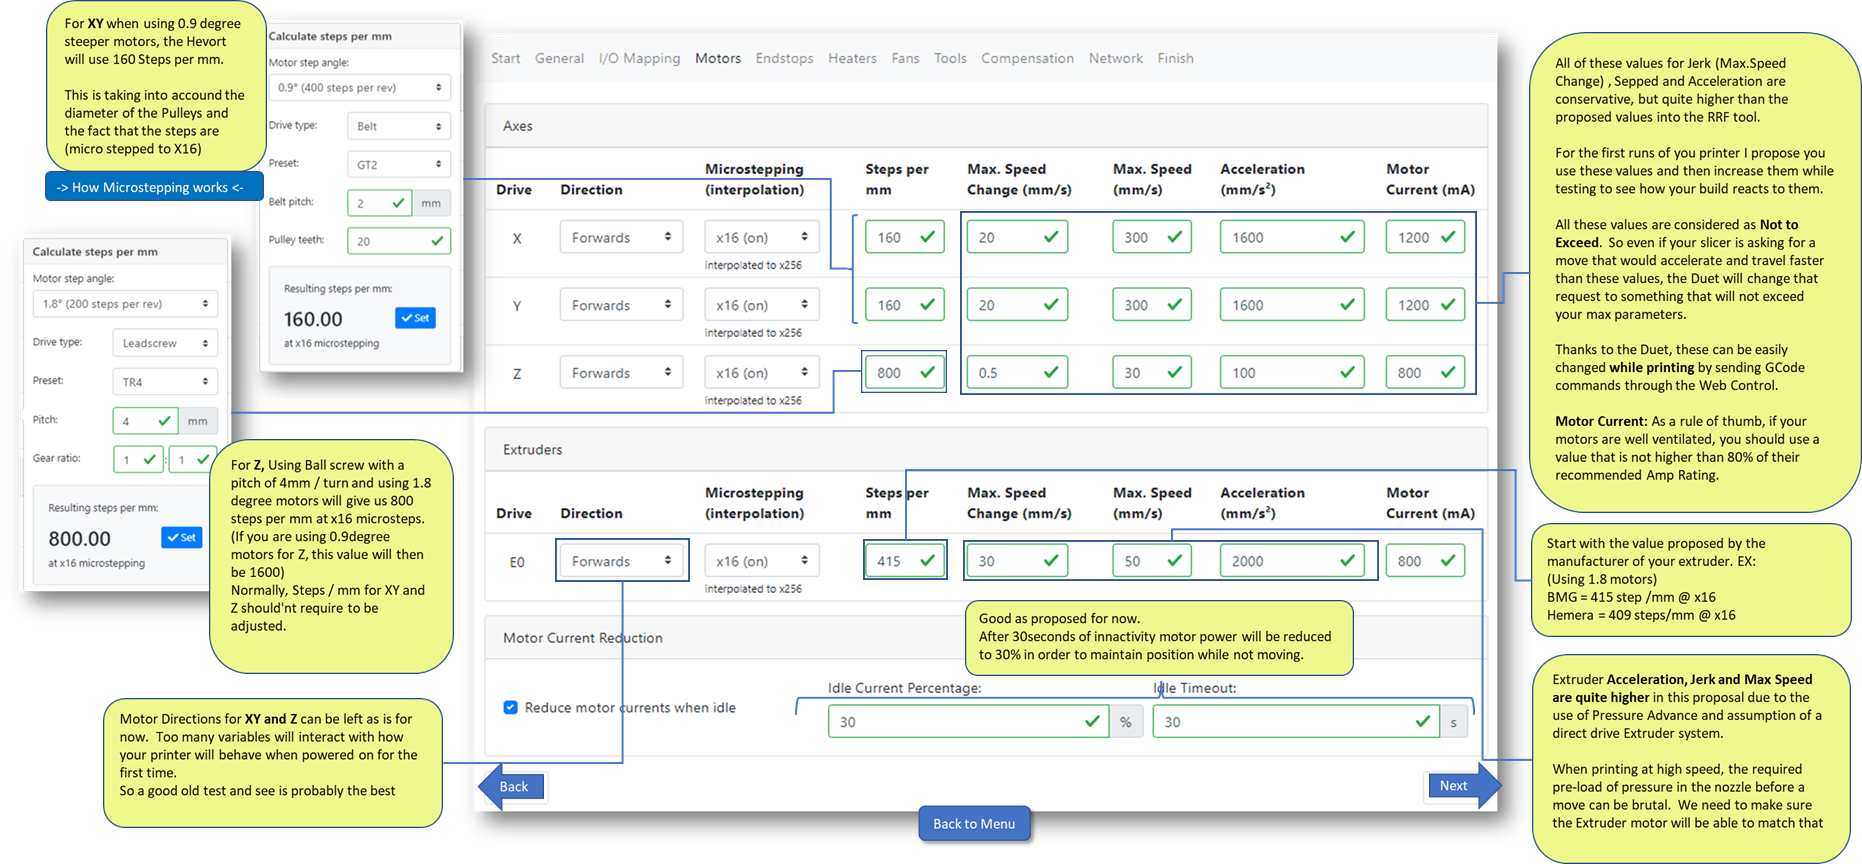 For XY when using 0.9 degree
steeper motors, the Hevort
will use 160 Steps per mm.
This is taking into accound the
diameter of the Pulleys and
the fact that the steps are
(micro stepped to X16)
-> How Microstepping works <-
Calculate steps per mm
Motor step angle:
0.9° (400 steps per rev)
Drive type:
Belt
Preset:
GT2
Belt pitch:
2
mm
Pulley teeth:
20
Resulting steps per mm:
160.00
Set
at x16 microstepping
Calculate steps per mm
Motor step angle:
1.8° (200 steps per rev)
Drive type:
Leadscrew
Preset:
TR4
Pitch:
4
mm
Gear ratio:
1 : 1
Resulting steps per mm:
800.00
Set
at x16 microstepping
For Z, Using Ball screw with a
pitch of 4mm / turn and using 1.8
degree motors will give us 800
steps per mm at x16 microsteps.
(If you are using 0.9degree
motors for Z, this value will then
be 1600)
Normally, Steps / mm for XY and
Z should'nt require to be
adjusted.
Motor Directions for XY and Z can be left as is for
now. Too many variables will interact with how
your printer will behave when powered on for the
first time.
So a good old test and see is probably the best
Start General I/O Mapping Motors Endstops Heaters Fans Tools Compensation Network Finish
Axes
Drive
Direction
Microstepping
(interpolation)
Steps per
mm
Max. Speed
Change (mm/s)
Max. Speed
(mm/s)
Acceleration
(mm/s²)
Motor
Current (mA)
X Forwards x16 (on) 160 20 300 1600 1200
interpolated to x256
Y Forwards x16 (on) 160 20 300 1600 1200
interpolated to x256
Z Forwards x16 (on) 800 0.5 30 100 800
interpolated to x256
Extruders
Drive
Direction
Microstepping
(interpolation)
Steps per
mm
Max. Speed
Change (mm/s)
Max. Speed
(mm/s)
Acceleration
(mm/s²)
Motor
Current (mA)
E0 Forwards x16 (on) 415 30 50 2000 800
interpolated to x256
Motor Current Reduction
Good as proposed for now.
After 30seconds of innactivity motor power will be reduced
to 30% in order to maintain position while not moving.
Reduce motor currents when idle
Idle Current Percentage:
30
%
Idle Timeout:
30
s
Back
Next
Back to Menu
All of these values for Jerk (Max.Speed
Change) , Sepped and Acceleration are
conservative, but quite higher than the
proposed values into the RRF tool.
For the first runs of you printer I propose you
use these values and then increase them while
testing to see how your build reacts to them.
All these values are considered as Not to
Exceed. So even if your slicer is asking for a
move that would accelerate and travel faster
than these values, the Duet will change that
request to something that will not exceed
your max parameters.
Thanks to the Duet, these can be easily
changed while printing by sending GCode
commands through the Web Control.
Motor Current: As a rule of thumb, if your
motors are well ventilated, you should use a
value that is not higher than 80% of their
recommended Amp Rating.
Start with the value proposed by the
manufacturer of your extruder. EX:
(Using 1.8 motors)
BMG = 415 step /mm @ x16
Hemera = 409 steps/mm @ x16
Extruder Acceleration, Jerk and Max Speed
are quite higher in this proposal due to the
use of Pressure Advance and assumption of a
direct drive Extruder system.
When printing at high speed, the required
pre-load of pressure in the nozzle before a
move can be brutal. We need to make sure
the Extruder motor will be able to match that